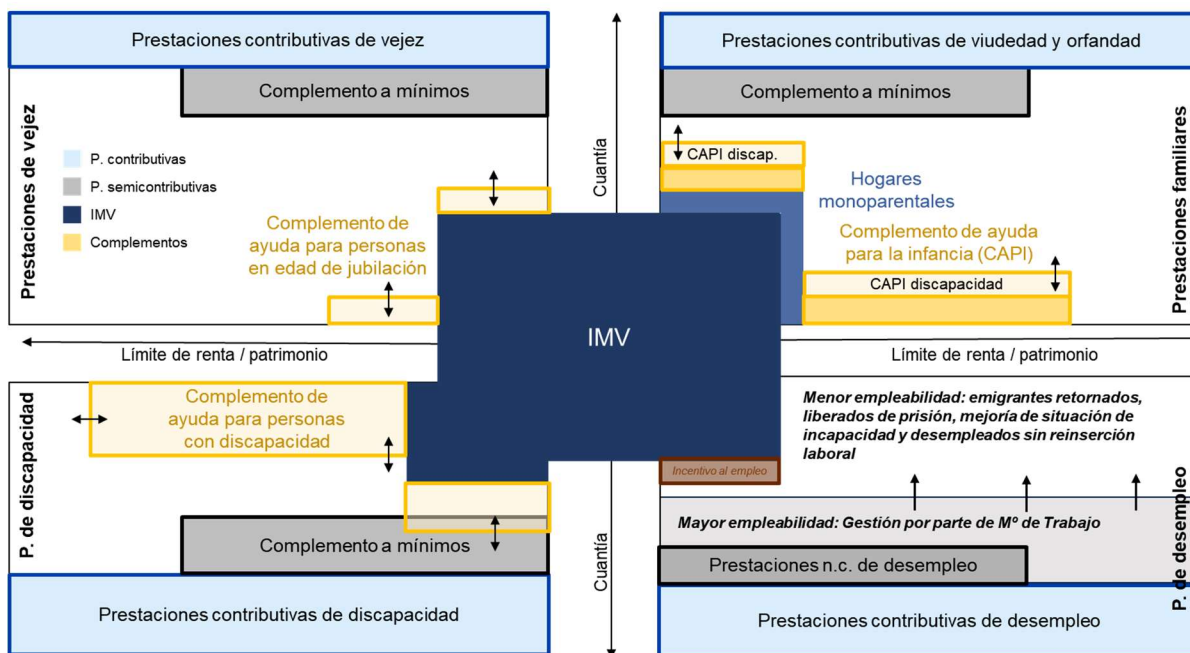 Prestaciones contributivas de vejez
Complemento a mínimos
Prestaciones de vejez
P. contributivas
P. semicontributivas
IMV
Complementos
Complemento de
ayuda para personas
en edad de jubilación
Cuantía
Prestaciones contributivas de viudedad y orfandad
Complemento a mínimos
CAPI discap.
Hogares
monoparentales
Complemento de ayuda
para la infancia (CAPI)
CAPI discapacidad
Prestaciones familiares
IMV
Límite de renta / patrimonio
Límite de renta / patrimonio
P. de discapacidad
Complemento de
ayuda para personas
con discapacidad
Complemento a mínimos
Prestaciones contributivas de discapacidad
Cuantía
Menor empleabilidad: emigrantes retornados,
liberados de prisión, mejoría de situación de
incapacidad y desempleados sin reinserción
laboral
Incentivo al empleo
Mayor empleabilidad: Gestión por parte de Mº de Trabajo
Prestaciones n.c. de desempleo
Prestaciones contributivas de desempleo
P. de desempleo